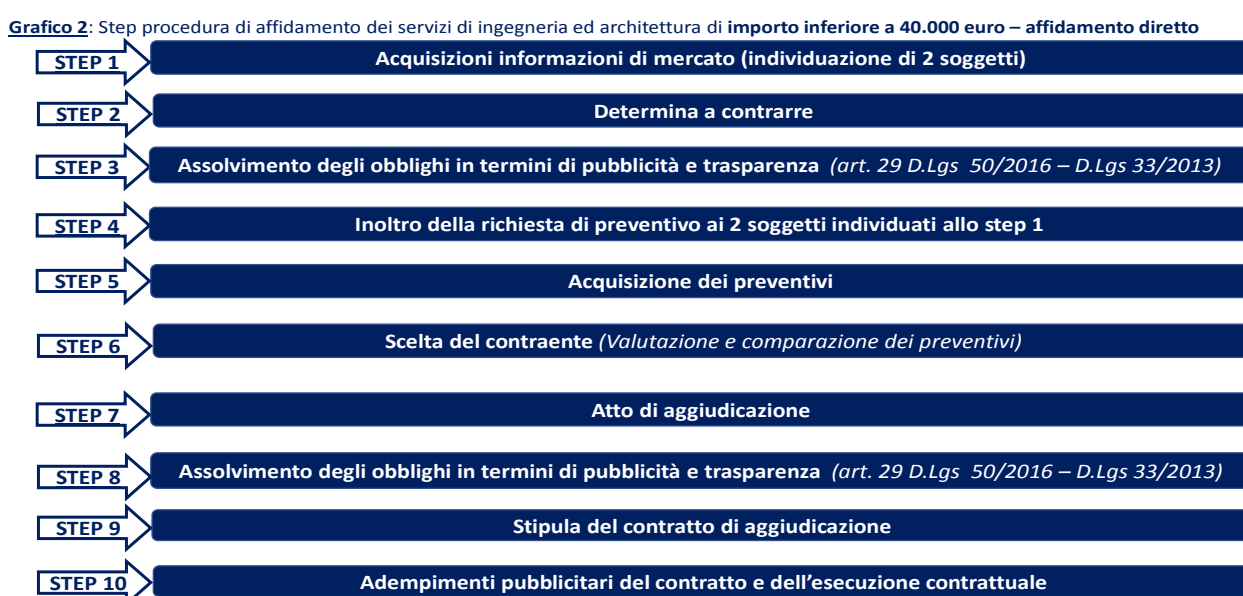 Grafico 2: Step procedura di affidamento dei servizi di ingegneria ed architettura di importo inferiore a 40.000 euro – affidamento diretto
STEP 1 Acquisizioni informazioni di mercato (individuazione di 2 soggetti)
STEP 2 Determina a contrarre
STEP 3 Assolvimento degli obblighi in termini di pubblicità e trasparenza (art. 29 D.Lgs 50/2016 – D.Lgs 33/2013)
STEP 4 Inoltro della richiesta di preventivo ai 2 soggetti individuati allo step 1
STEP 5 Acquisizione dei preventivi
STEP 6 Scelta del contraente (Valutazione e comparazione dei preventivi)
STEP 7 Atto di aggiudicazione
STEP 8 Assolvimento degli obblighi in termini di pubblicità e trasparenza (art. 29 D.Lgs 50/2016 – D.Lgs 33/2013)
STEP 9 Stipula del contratto di aggiudicazione
STEP 10 Adempimenti pubblicitari del contratto e dell'esecuzione contrattuale